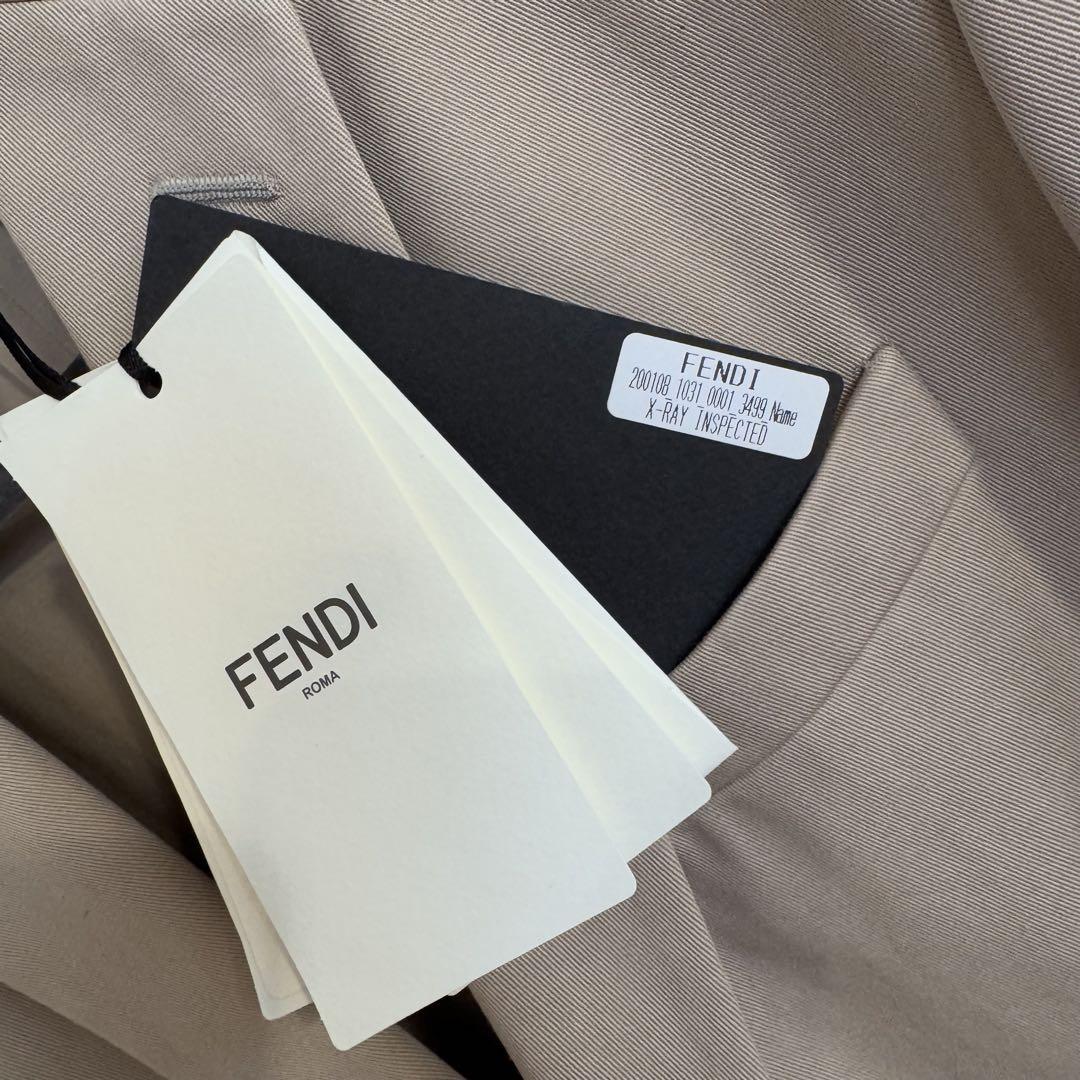 FENDI
200108_1031_0001_3499_Name
X-RAY INSPECTED
FENDI
ROMA